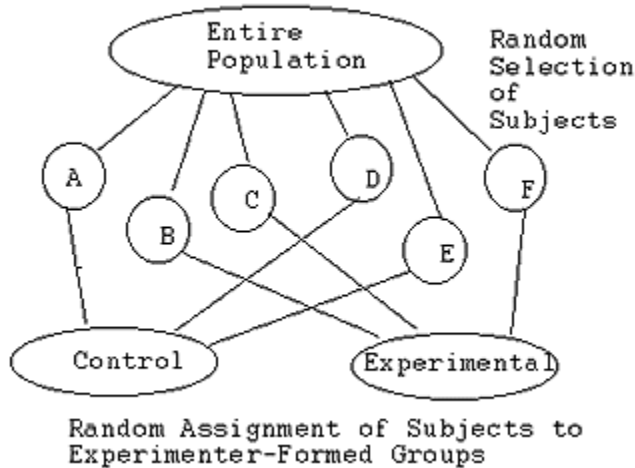 Entire
Population
Random
Selection
of
Subjects
A
B
C
D
E
F
Control
Experimental
Random Assignment of Subjects to
Experimenter-Formed Groups